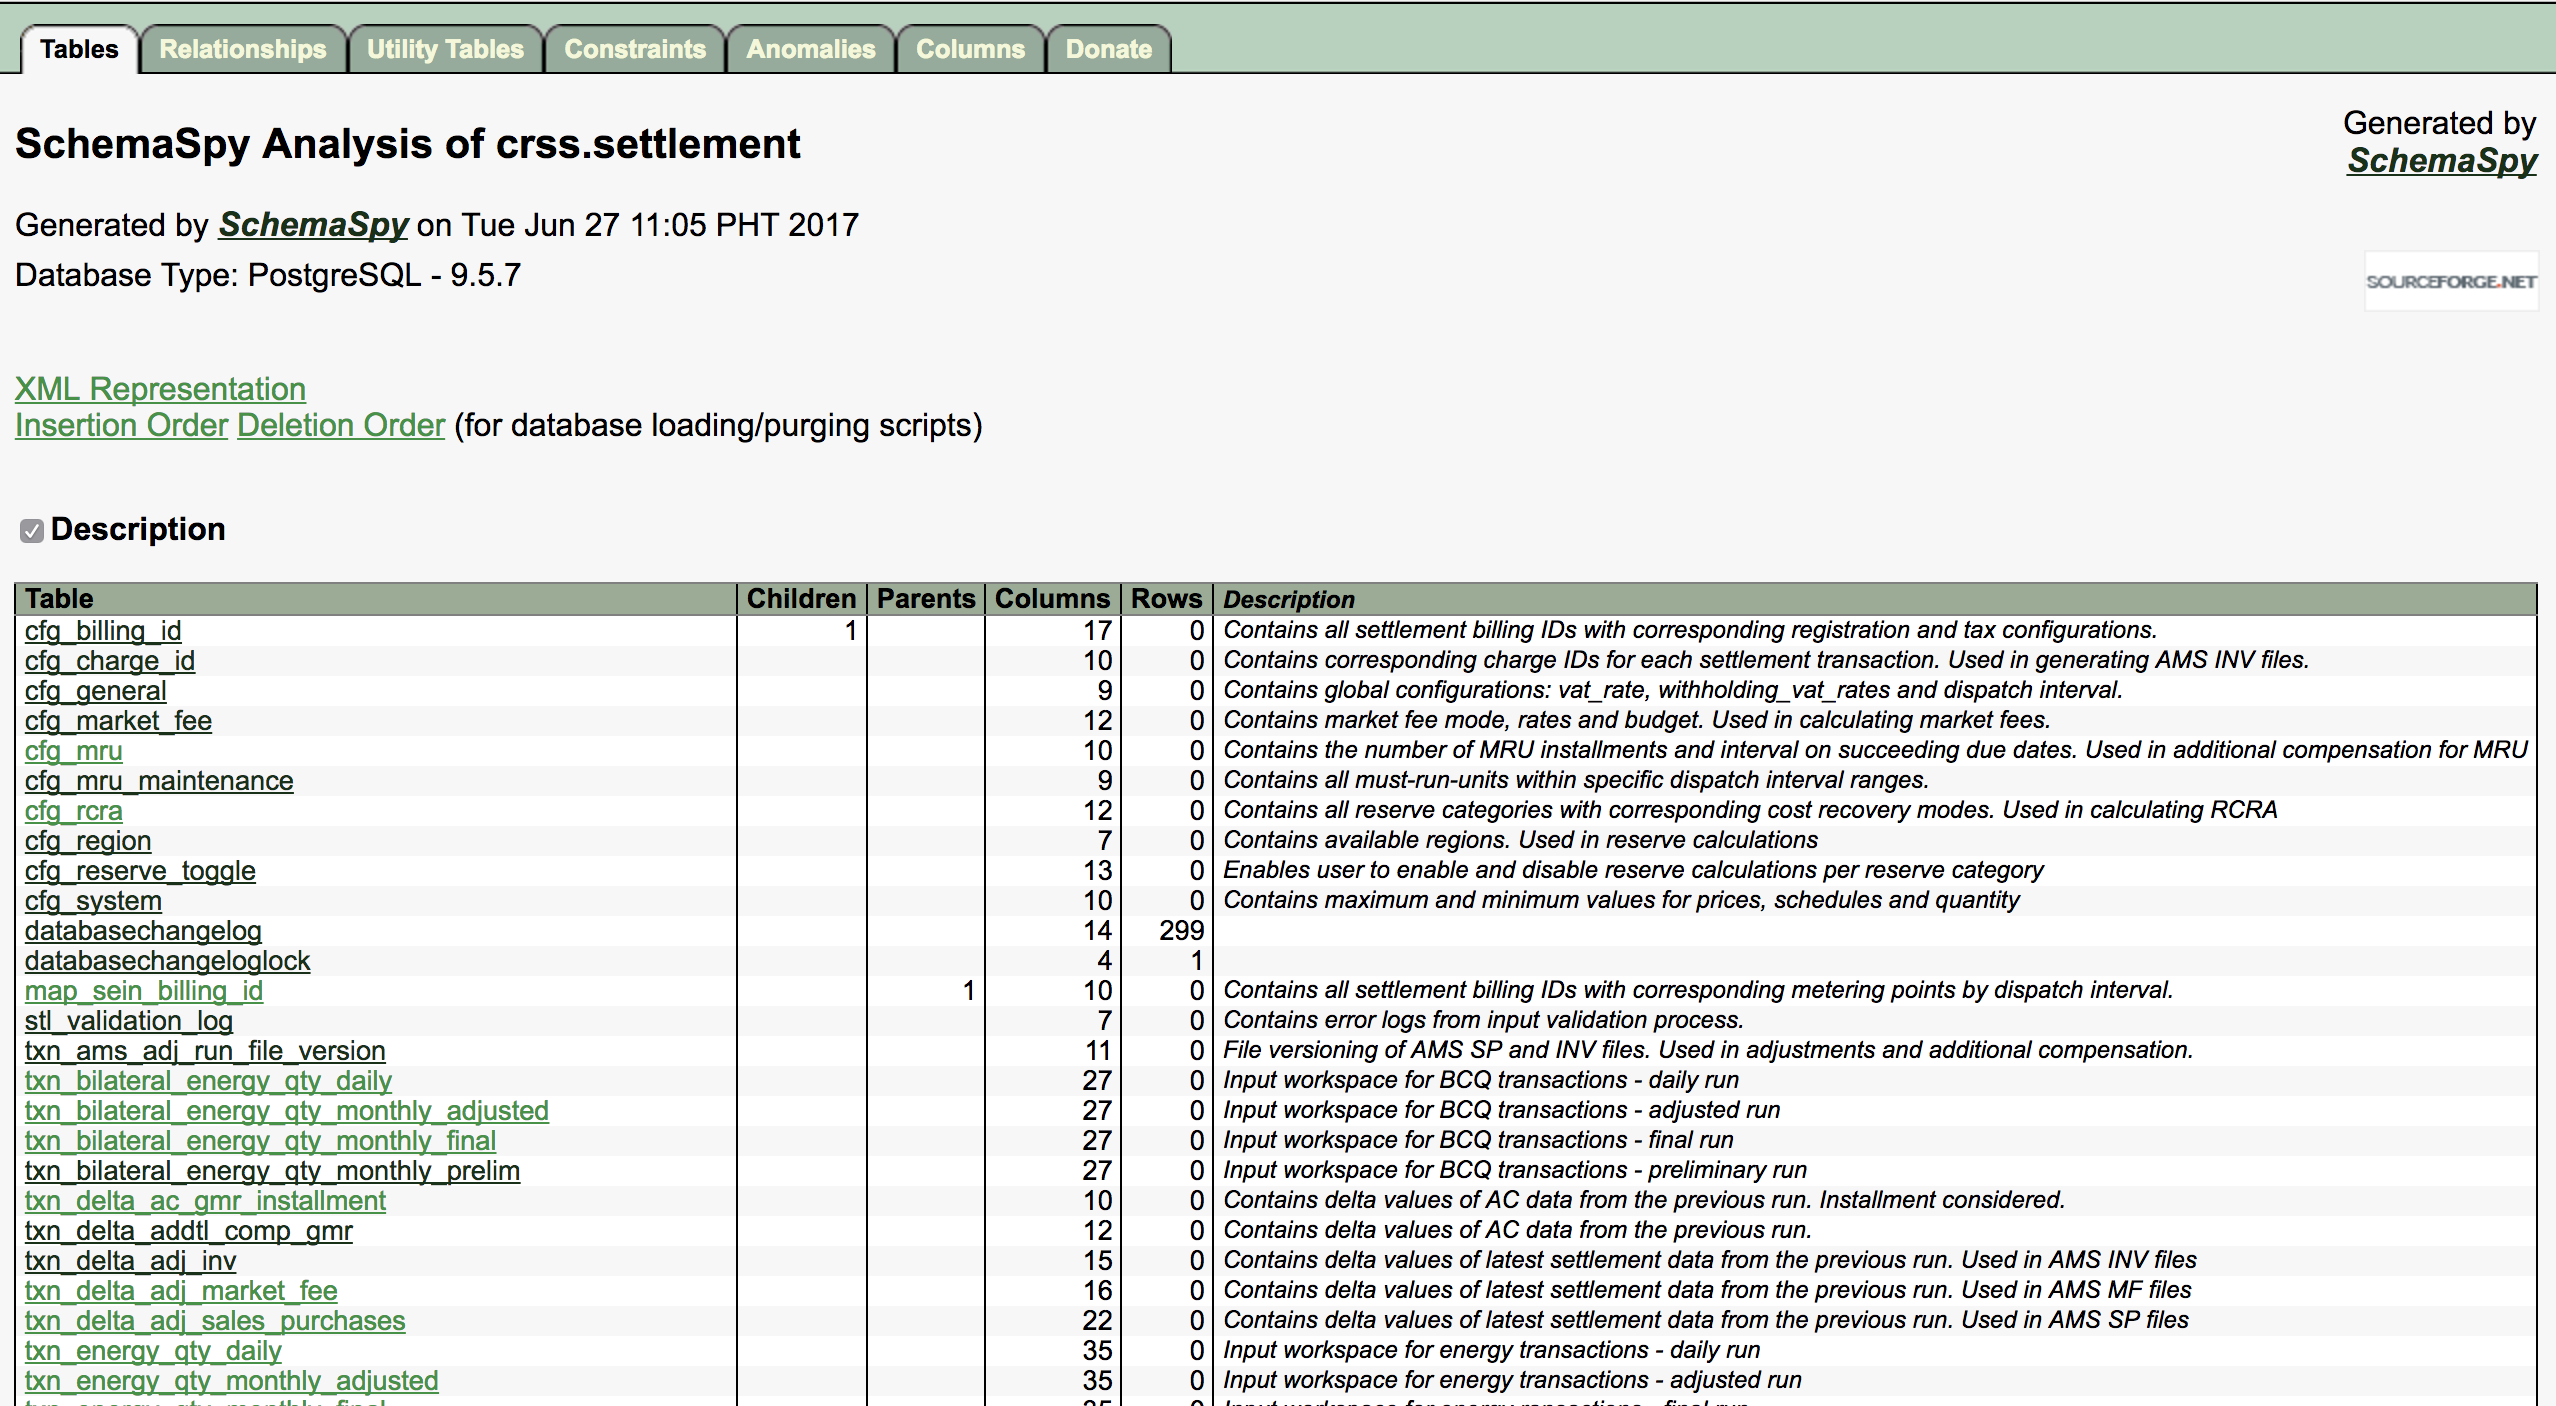 Tables Relationships Utility Tables Constraints Anomalies Columns Donate
SchemaSpy Analysis of crss.settlement
Generated by
SchemaSpy
Generated by SchemaSpy on Tue Jun 27 11:05 PHT 2017
Database Type: PostgreSQL - 9.5.7
SOURCEFORGE.NET
XML Representation
Insertion Order Deletion Order (for database loading/purging scripts)
Description
Table Children Parents Columns Rows Description
cfg_billing_id 1 17 0 Contains all settlement billing IDs with corresponding registration and tax configurations.
cfg_charge_id 10 0 Contains corresponding charge IDs for each settlement transaction. Used in generating AMS INV files.
cfg_general 9 0 Contains global configurations: vat_rate, withholding_vat_rates and dispatch interval.
cfg_market_fee 12 0 Contains market fee mode, rates and budget. Used in calculating market fees.
cfg_mru 10 0 Contains the number of MRU installments and interval on succeeding due dates. Used in additional compensation for MRU
cfg_mru_maintenance 9 0 Contains all must-run-units within specific dispatch interval ranges.
cfg_rcra 12 0 Contains all reserve categories with corresponding cost recovery modes. Used in calculating RCRA
cfg_region 7 0 Contains available regions. Used in reserve calculations
cfg_reserve_toggle 13 0 Enables user to enable and disable reserve calculations per reserve category
cfg_system 10 0 Contains maximum and minimum values for prices, schedules and quantity
databasechangelog 14 299
databasechangeloglock 4 1
map_sein_billing_id 1 10 0 Contains all settlement billing IDs with corresponding metering points by dispatch interval.
stl_validation_log 7 0 Contains error logs from input validation process.
txn_ams_adj_run_file_version 11 0 File versioning of AMS SP and INV files. Used in adjustments and additional compensation.
txn_bilateral_energy_qty_daily 27 0 Input workspace for BCQ transactions - daily run
txn_bilateral_energy_qty_monthly_adjusted 27 0 Input workspace for BCQ transactions - adjusted run
txn_bilateral_energy_qty_monthly_final 27 0 Input workspace for BCQ transactions - final run
txn_bilateral_energy_qty_monthly_prelim 27 0 Input workspace for BCQ transactions - preliminary run
txn_delta_ac_gmr_installment 10 0 Contains delta values of AC data from the previous run. Installment considered.
txn_delta_addtl_comp_gmr 12 0 Contains delta values of AC data from the previous run.
txn_delta_adj_inv 15 0 Contains delta values of latest settlement data from the previous run. Used in AMS INV files
txn_delta_adj_market_fee 16 0 Contains delta values of latest settlement data from the previous run. Used in AMS MF files
txn_delta_adj_sales_purchases 22 0 Contains delta values of latest settlement data from the previous run. Used in AMS SP files
txn_energy_qty_daily 35 0 Input workspace for energy transactions - daily run
txn_energy_qty_monthly_adjusted 35 0 Input workspace for energy transactions - adjusted run